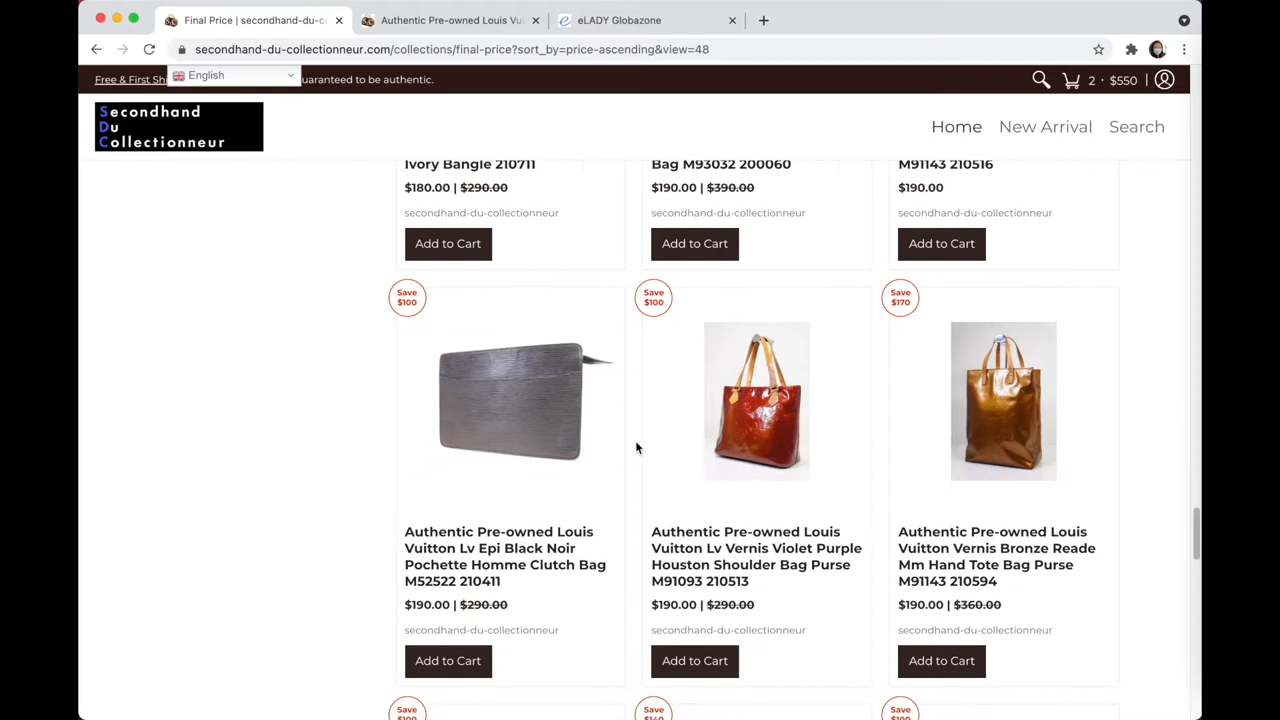 Final Price | secondhand-du-co
Authentic Pre-owned Louis Vui
eLADY Globazone
secondhand-du-collectionneur.com/collections/final-price?sort_by=price-ascending&view=48
Free & First Shi
English
uaranteed to be authentic.
2 · $550
Secondhand
Du
Collectionneur
Home
New Arrival
Search
Ivory Bangle 210711
$180.00 | $290.00
secondhand-du-collectionneur
Add to Cart
Bag M93032 200060
$190.00 | $390.00
secondhand-du-collectionneur
Add to Cart
M91143 210516
$190.00
secondhand-du-collectionneur
Add to Cart
Save
$100
Authentic Pre-owned Louis
Vuitton Lv Epi Black Noir
Pochette Homme Clutch Bag
M52522 210411
$190.00 | $290.00
secondhand-du-collectionneur
Add to Cart
Save
$100
Authentic Pre-owned Louis
Vuitton Lv Vernis Violet Purple
Houston Shoulder Bag Purse
M91093 210513
$190.00 | $290.00
secondhand-du-collectionneur
Add to Cart
Save
$170
Authentic Pre-owned Louis
Vuitton Vernis Bronze Reade
Mm Hand Tote Bag Purse
M91143 210594
$190.00 | $360.00
secondhand-du-collectionneur
Add to Cart
Save
$100
Save
$140
Save
$100